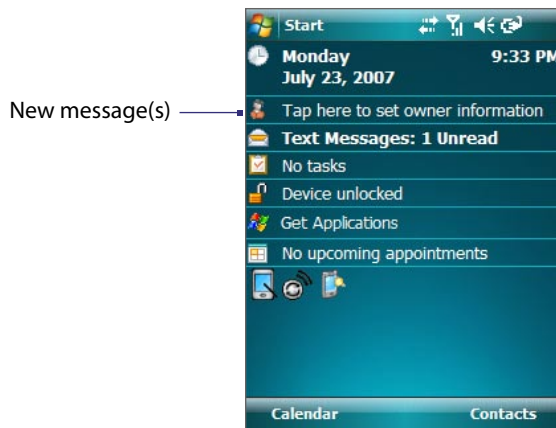 Start
Monday 9:33 PM
July 23, 2007
New message(s)
Tap here to set owner information
Text Messages: 1 Unread
No tasks
Device unlocked
Get Applications
No upcoming appointments
Calendar Contacts